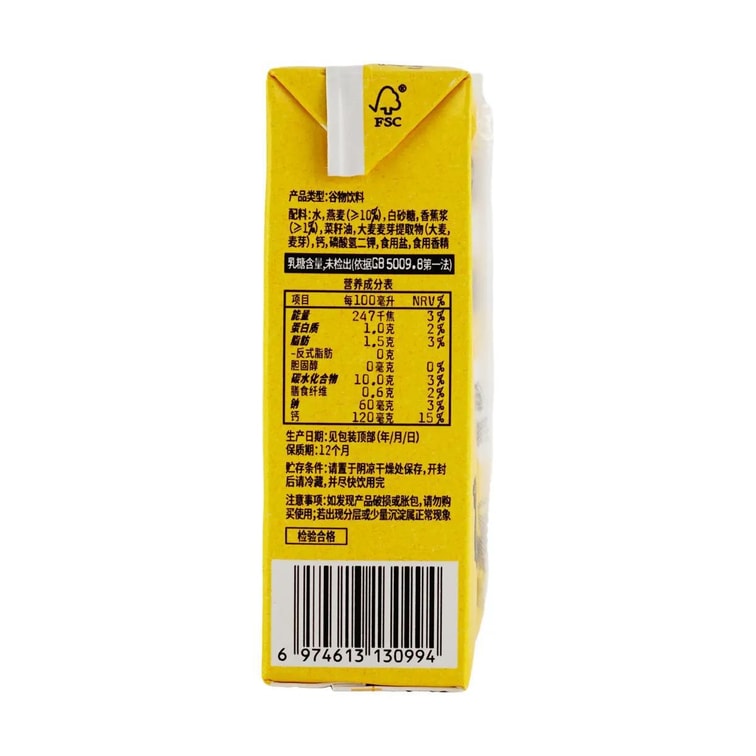 FSC®
产品类型:谷物饮料
配料:水,燕麦(≥10%),白砂糖,香蕉浆
(≥1%),菜籽油,大麦麦芽提取物(大麦,
麦芽),钙,磷酸氢二钾,食用盐,食用香精
乳糖含量,未检出(依据GB 5009.8第一法)
营养成分表
项目 每100毫升 NRV%
能量 247千焦 3%
蛋白质 1.0克 2%
脂肪 1.5克 3%
-反式脂肪 0克
胆固醇 0毫克 0%
碳水化合物 10.0克 3%
膳食纤维 0.6克 2%
钠 60毫克 3%
钙 120毫克 15%
生产日期:见包装顶部(年/月/日)
保质期:12个月
贮存条件:请置于阴凉干燥处保存,开封
后请冷藏,并尽快饮用完
注意事项:如发现产品破损或胀包,请勿购
买使用;若出现分层或少量沉淀属正常现象
检验合格
6 974613 130994